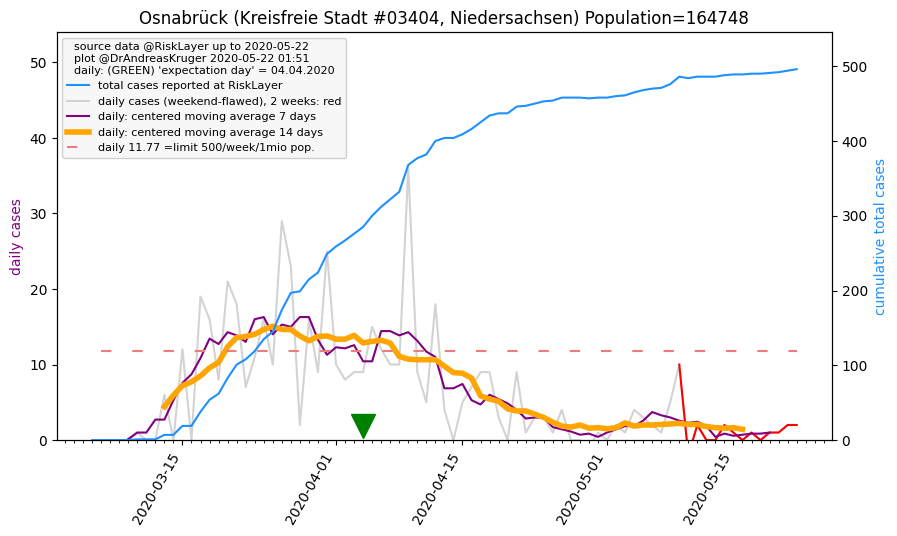 Osnabrück (Kreisfreie Stadt #03404, Niedersachsen) Population=164748
source data @RiskLayer up to 2020-05-22
plot @DrAndreasKruger 2020-05-22 01:51
daily: (GREEN) 'expectation day' = 04.04.2020
total cases reported at RiskLayer
daily cases (weekend-flawed), 2 weeks: red
daily: centered moving average 7 days
daily: centered moving average 14 days
daily 11.77 =limit 500/week/1mio pop.
50
40
30
20
10
0
daily cases
500
400
300
200
100
0
cumulative total cases
2020-03-15
2020-04-01
2020-04-15
2020-05-01
2020-05-15